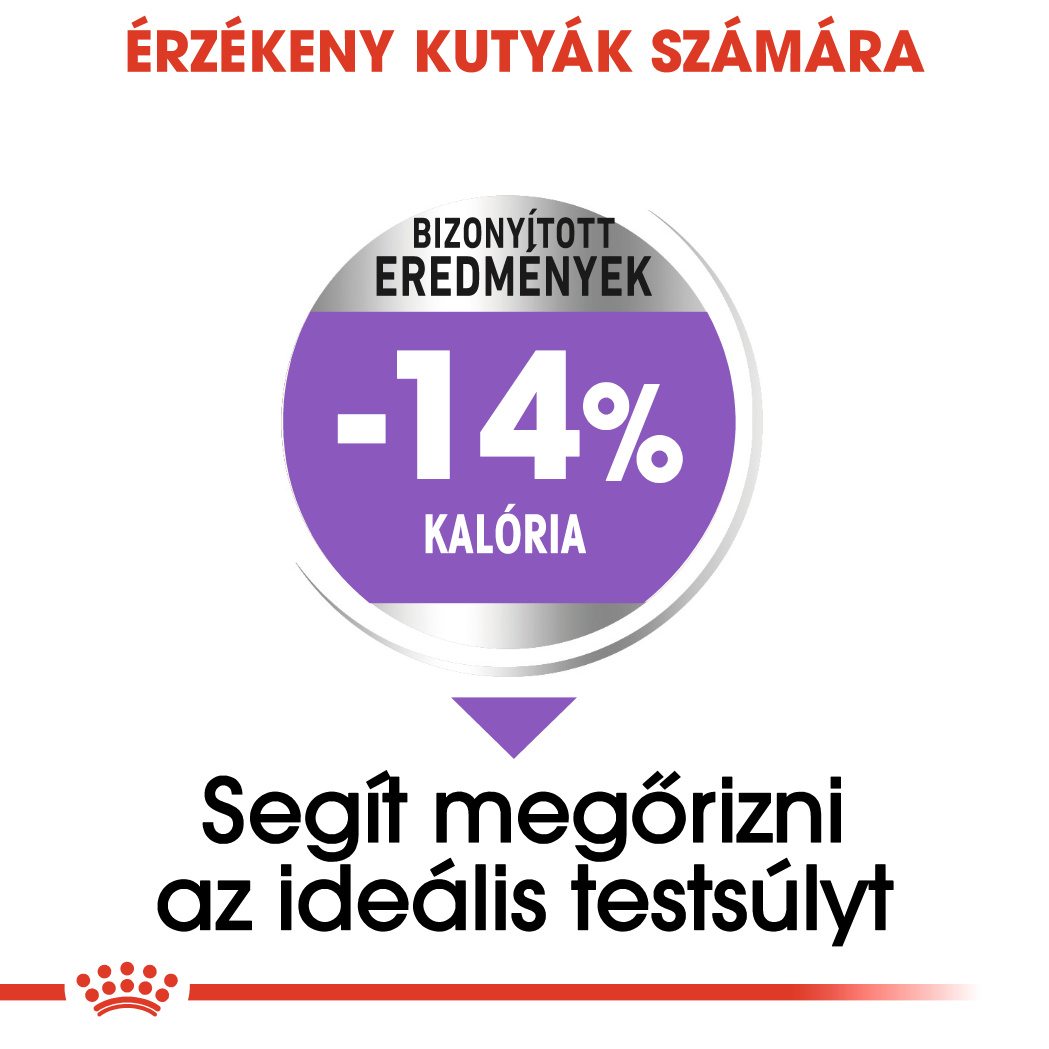 ÉRZÉKENY KUTYÁK SZÁMÁRA
BIZONYÍTOTT
EREDMÉNYEK
-14%
KALÓRIA
Segít megőrizni
az ideális testsúlyt